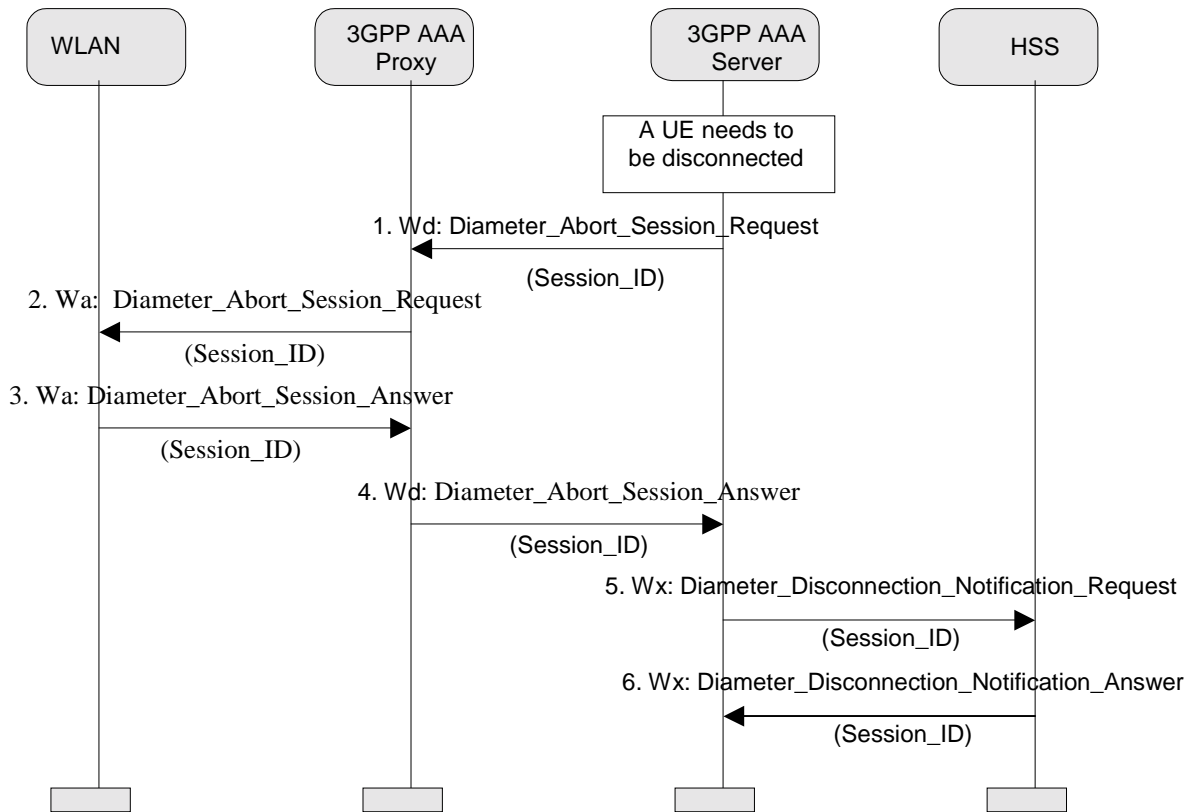 WLAN
3GPP AAA
Proxy
3GPP AAA
Server
HSS
A UE needs to
be disconnected
1. Wd: Diameter_Abort_Session_Request
(Session_ID)
2. Wa:  Diameter_Abort_Session_Request
(Session_ID)
3. Wa: Diameter_Abort_Session_Answer
(Session_ID)
4. Wd: Diameter_Abort_Session_Answer
(Session_ID)
5. Wx: Diameter_Disconnection_Notification_Request
(Session_ID)
6. Wx: Diameter_Disconnection_Notification_Answer
(Session_ID)